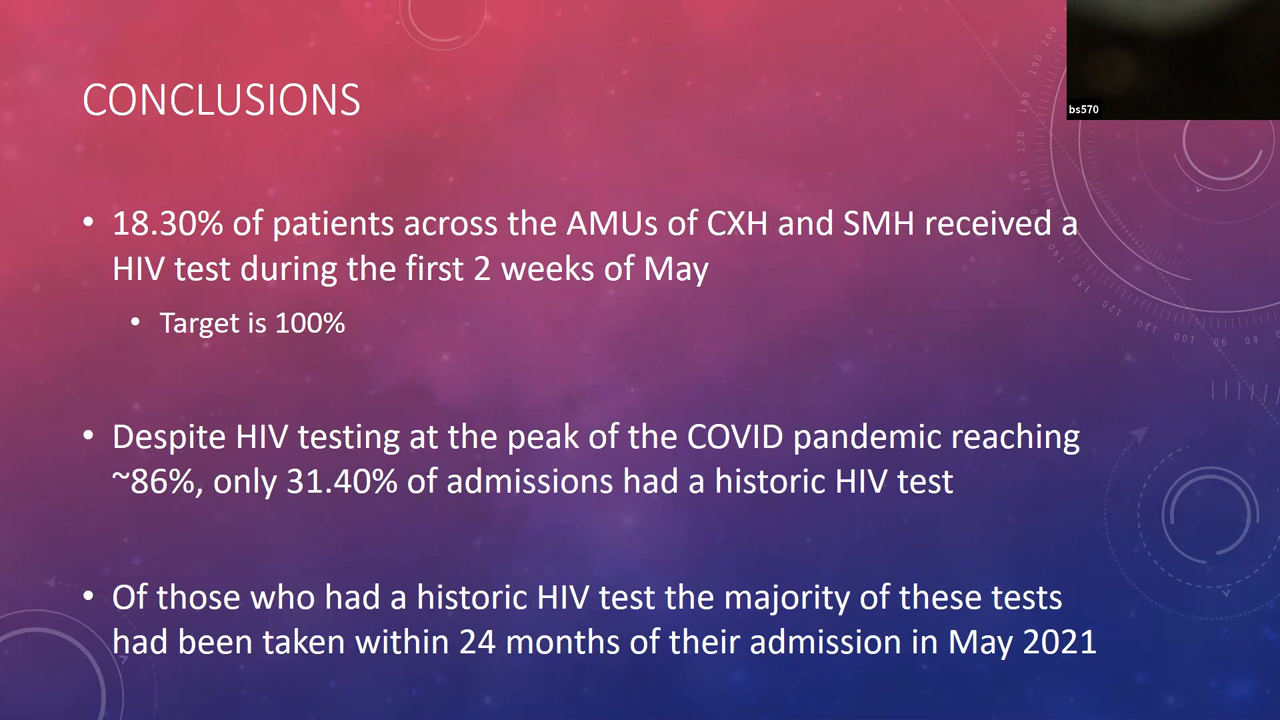 CONCLUSIONS
bs570
• 18.30% of patients across the AMUs of CXH and SMH received a
HIV test during the first 2 weeks of May
• Target is 100%
• Despite HIV testing at the peak of the COVID pandemic reaching
~86%, only 31.40% of admissions had a historic HIV test
• Of those who had a historic HIV test the majority of these tests
had been taken within 24 months of their admission in May 2021